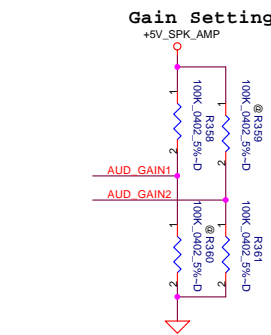 Gain Setting
+5V_SPK_AMP
1
1
R358
100K_0402_5%~D
@ R359
100K_0402_5%~D
2
2
AUD_GAIN1
AUD_GAIN2
1
1
@ R360
100K_0402_5%~D
R361
100K_0402_5%~D
2
2